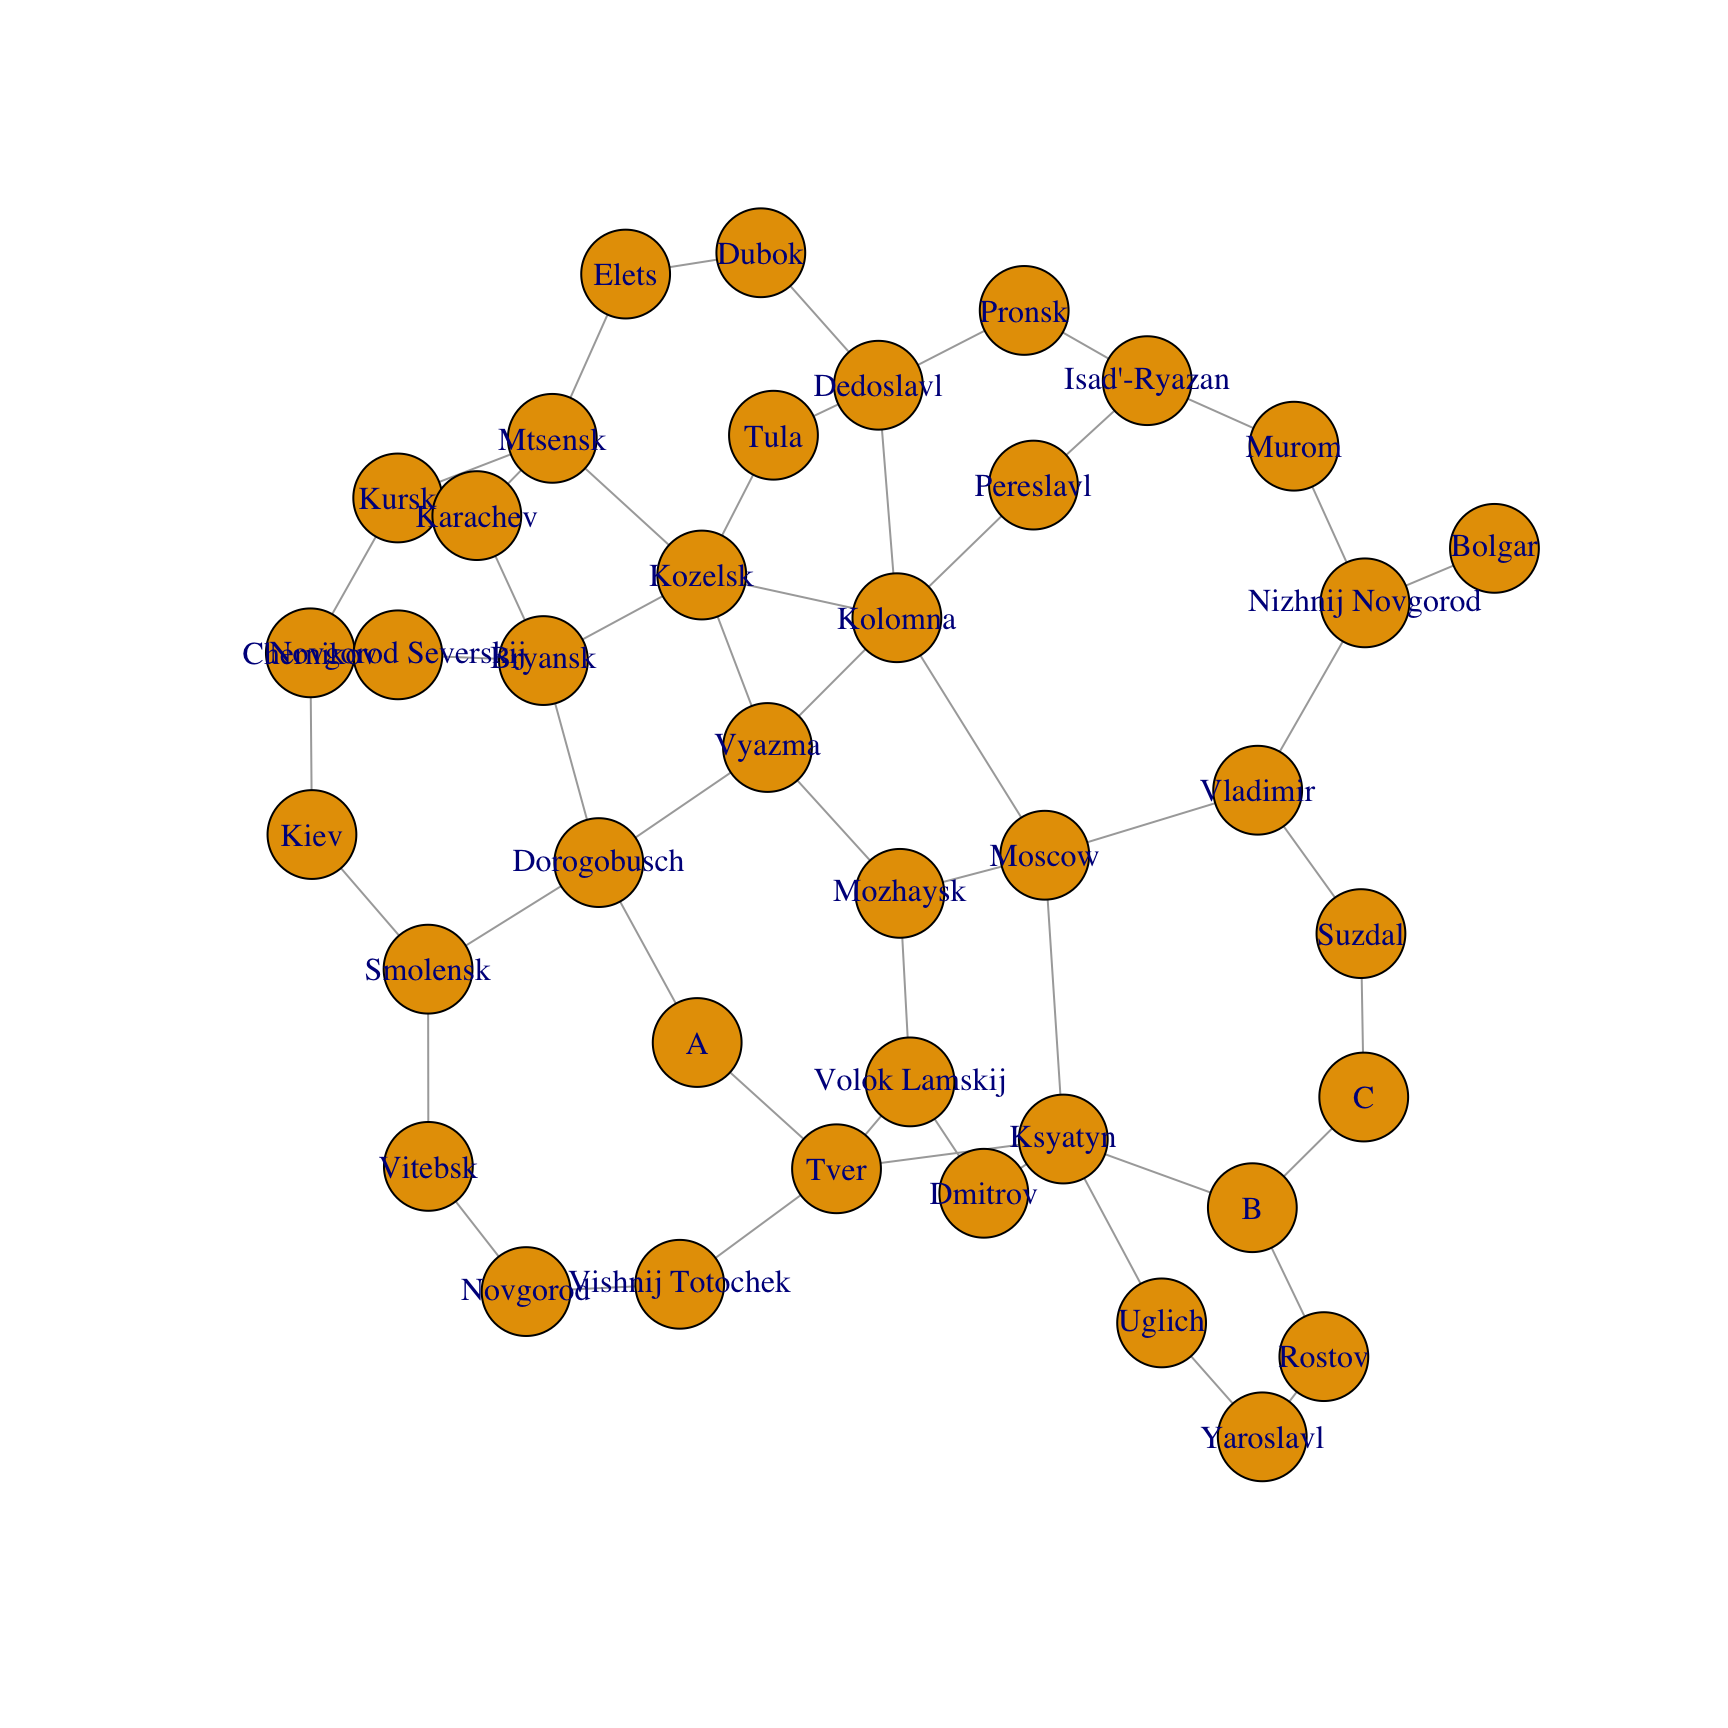 Dubok
Elets
Pronsk
Isad'-Ryazan
Dedoslavl
Tula
Mtsensk
Murom
Pereslavl
Kursk
Karachev
Bolgar
Kozelsk
Nizhnij Novgorod
Kolomna
Novgorod Severskij
Bryansk
Vyazma
Vladimir
Kiev
Moscow
Dorogobusch
Mozhaysk
Suzdal
Smolensk
A
Volok Lamskij
C
Ksyatyn
Vitebsk
Tver
Dmitrov
B
Vishnij Totochek
Novgorod
Uglich
Rostov
Yaroslavl